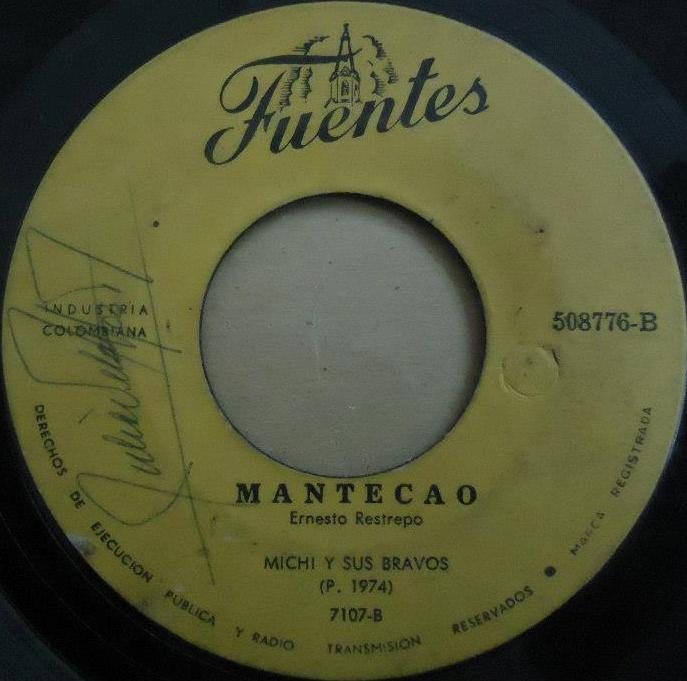 Fuentes
INDUSTRIA
COLOMBIANA
508776-B
MANTECAO
Ernesto Restrepo
MICHI Y SUS BRAVOS
(P. 1974)
7107-B
DERECHOS DE EJECUCION PUBLICA Y RADIO TRANSMISION RESERVADOS • MARCA REGISTRADA